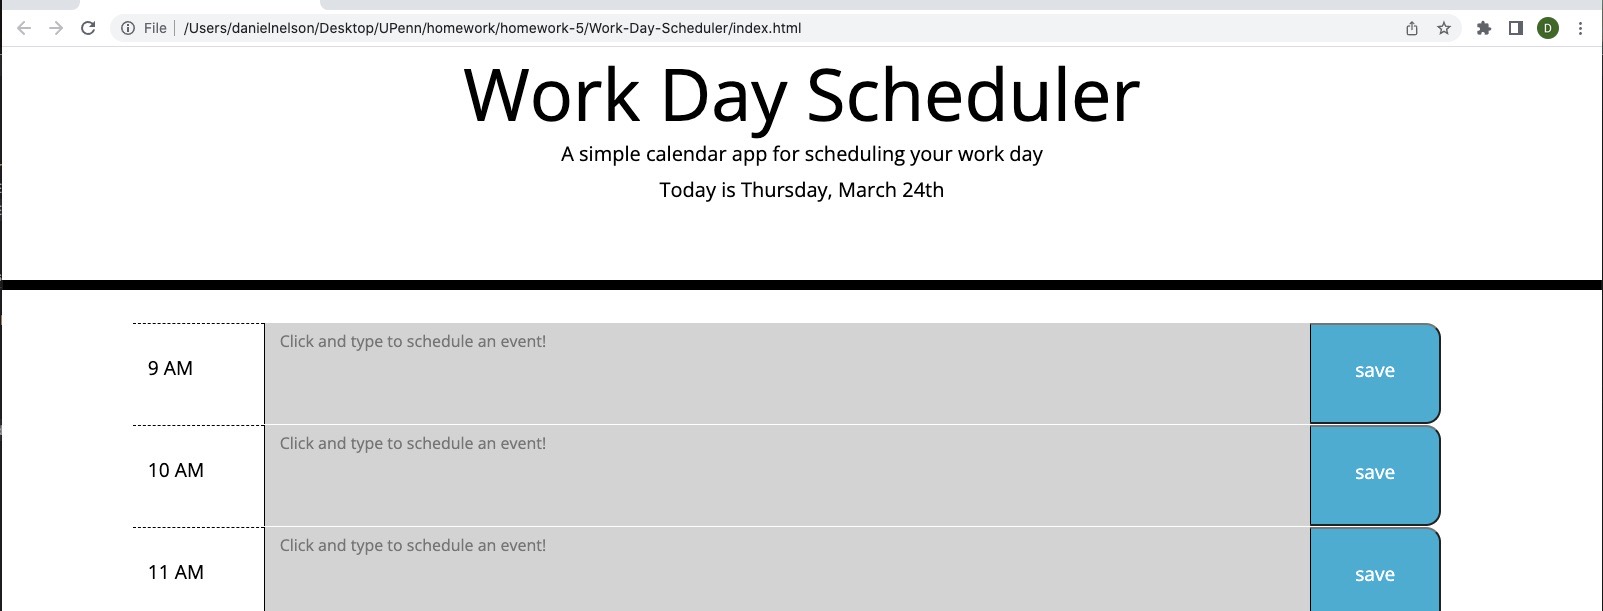 File /Users/danielnelson/Desktop/UPenn/homework/homework-5/Work-Day-Scheduler/index.html
D
Work Day Scheduler
A simple calendar app for scheduling your work day
Today is Thursday, March 24th
Click and type to schedule an event!
9 AM
save
Click and type to schedule an event!
10 AM
save
Click and type to schedule an event!
11 AM
save